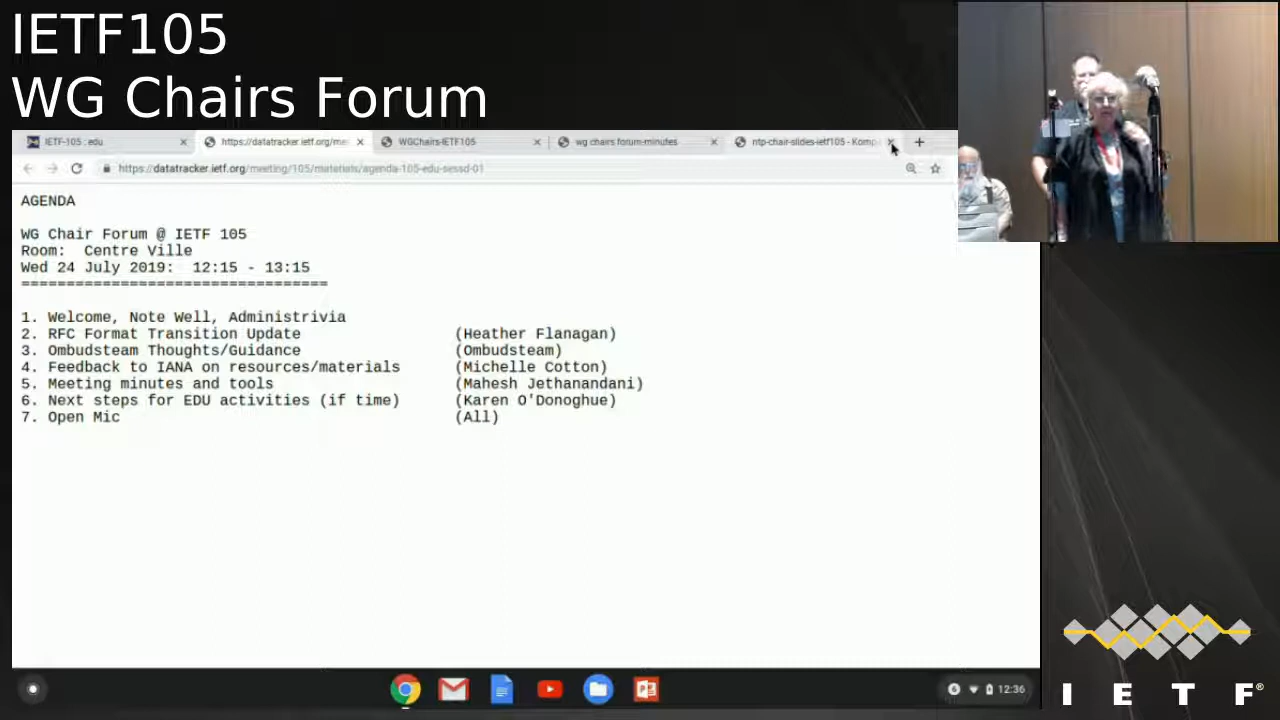 IETF105
WG Chairs Forum
IETF-105 : edu
https://datatracker.ietf.org/me
WGChairs-IETF105
wg chairs forum-minutes
ntp-chair-slides-ietf105 - Komp
https://datatracker.ietf.org/meeting/105/materials/agenda-105-edu-sessd-01
AGENDA
WG Chair Forum @ IETF 105
Room: Centre Ville
Wed 24 July 2019: 12:15 - 13:15
==================================
1. Welcome, Note Well, Administrivia
2. RFC Format Transition Update (Heather Flanagan)
3. Ombudsteam Thoughts/Guidance (Ombudsteam)
4. Feedback to IANA on resources/materials (Michelle Cotton)
5. Meeting minutes and tools (Mahesh Jethanandani)
6. Next steps for EDU activities (if time) (Karen O'Donoghue)
7. Open Mic (All)
12:36
I E T F®